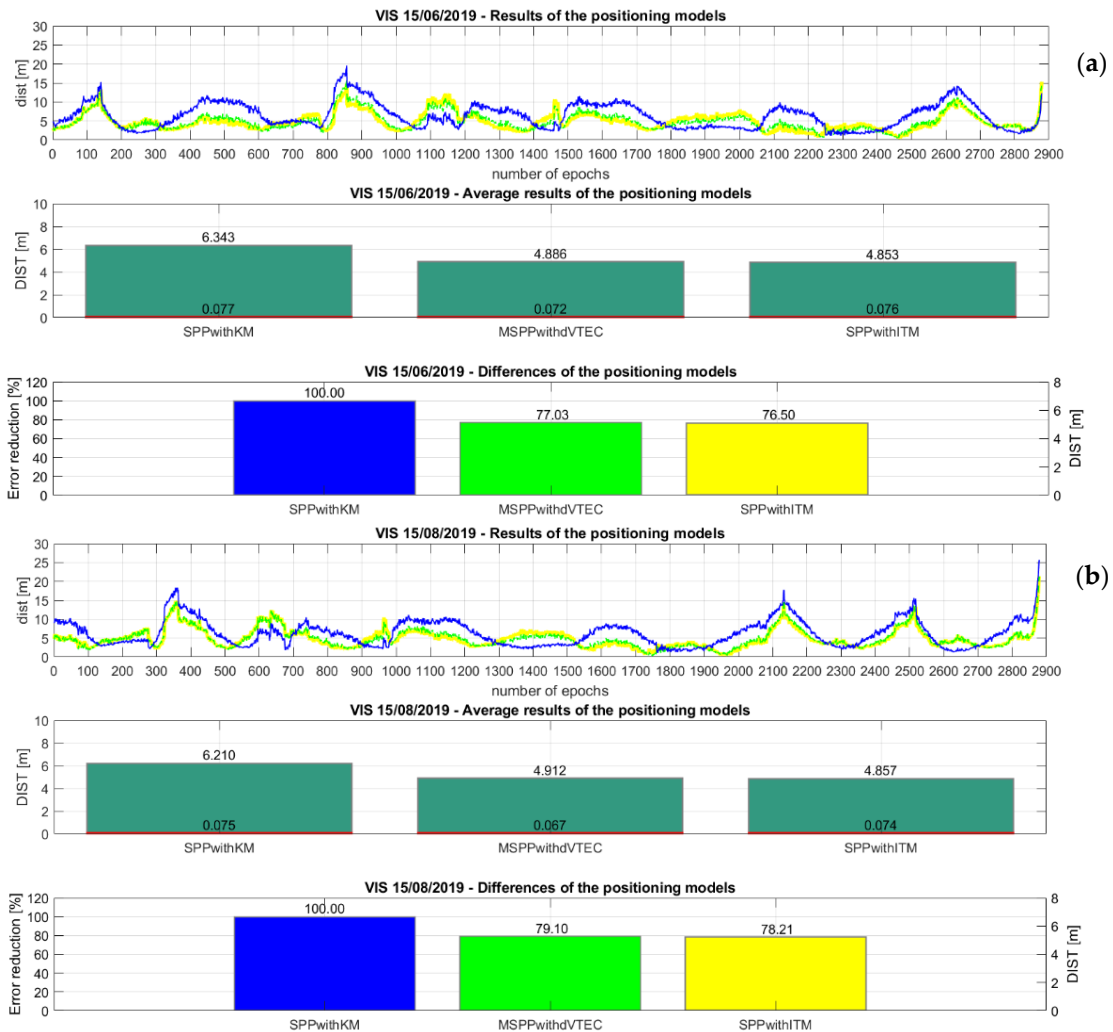 VIS 15/06/2019 - Results of the positioning models
(a)
dist [m]
30
25
20
15
10
5
0
0 100 200 300 400 500 600 700 800 900 1000 1100 1200 1300 1400 1500 1600 1700 1800 1900 2000 2100 2200 2300 2400 2500 2600 2700 2800 2900
number of epochs
VIS 15/06/2019 - Average results of the positioning models
DIST [m]
10
8
6
4
2
0
6.343 4.886 4.853
0.077 0.072 0.076
SPPwithKM MSPPwithdVTEC SPPwithITM
VIS 15/06/2019 - Differences of the positioning models
Error reduction [%]
120
100
80
60
40
20
0
100.00 77.03 76.50
8
6
4
2
0
DIST [m]
SPPwithKM MSPPwithdVTEC SPPwithITM
VIS 15/08/2019 - Results of the positioning models
(b)
dist [m]
30
25
20
15
10
5
0
0 100 200 300 400 500 600 700 800 900 1000 1100 1200 1300 1400 1500 1600 1700 1800 1900 2000 2100 2200 2300 2400 2500 2600 2700 2800 2900
number of epochs
VIS 15/08/2019 - Average results of the positioning models
DIST [m]
10
8
6
4
2
0
6.210 4.912 4.857
0.075 0.067 0.074
SPPwithKM MSPPwithdVTEC SPPwithITM
VIS 15/08/2019 - Differences of the positioning models
Error reduction [%]
120
100
80
60
40
20
0
100.00 79.10 78.21
8
6
4
2
0
DIST [m]
SPPwithKM MSPPwithdVTEC SPPwithITM